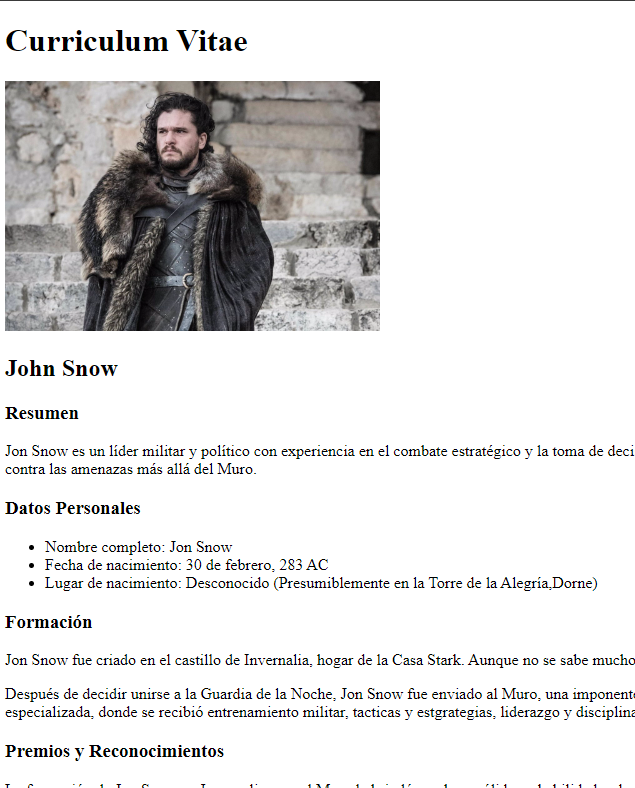 Curriculum Vitae
John Snow
Resumen
Jon Snow es un líder militar y político con experiencia en el combate estratégico y la toma de deci
contra las amenazas más allá del Muro.
Datos Personales
Nombre completo: Jon Snow
Fecha de nacimiento: 30 de febrero, 283 AC
Lugar de nacimiento: Desconocido (Presumiblemente en la Torre de la Alegría,Dorne)
Formación
Jon Snow fue criado en el castillo de Invernalia, hogar de la Casa Stark. Aunque no se sabe mucho
Después de decidir unirse a la Guardia de la Noche, Jon Snow fue enviado al Muro, una imponente
especializada, donde se recibió entrenamiento militar, tacticas y estgrategias, liderazgo y disciplina
Premios y Reconocimientos